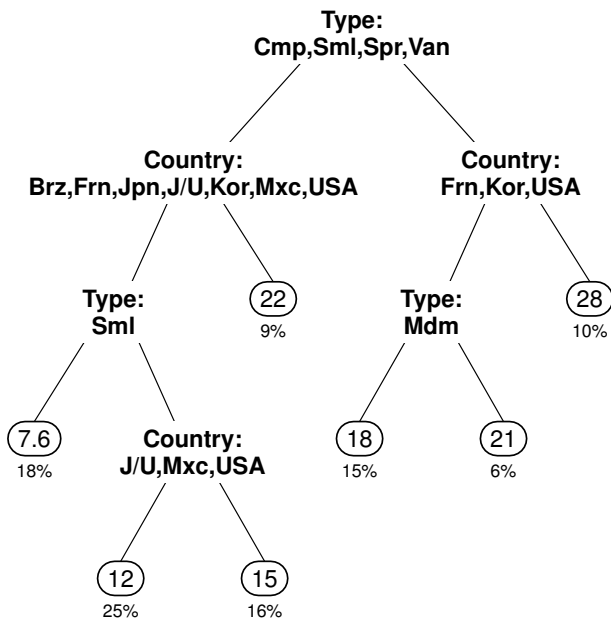 Type:
Cmp,Sml,Spr,Van
Country:
Brz,Frn,Jpn,J/U,Kor,Mxc,USA
Country:
Frn,Kor,USA
Type:
Sml
22
9%
Type:
Mdm
28
10%
7.6
18%
Country:
J/U,Mxc,USA
18
15%
21
6%
12
25%
15
16%